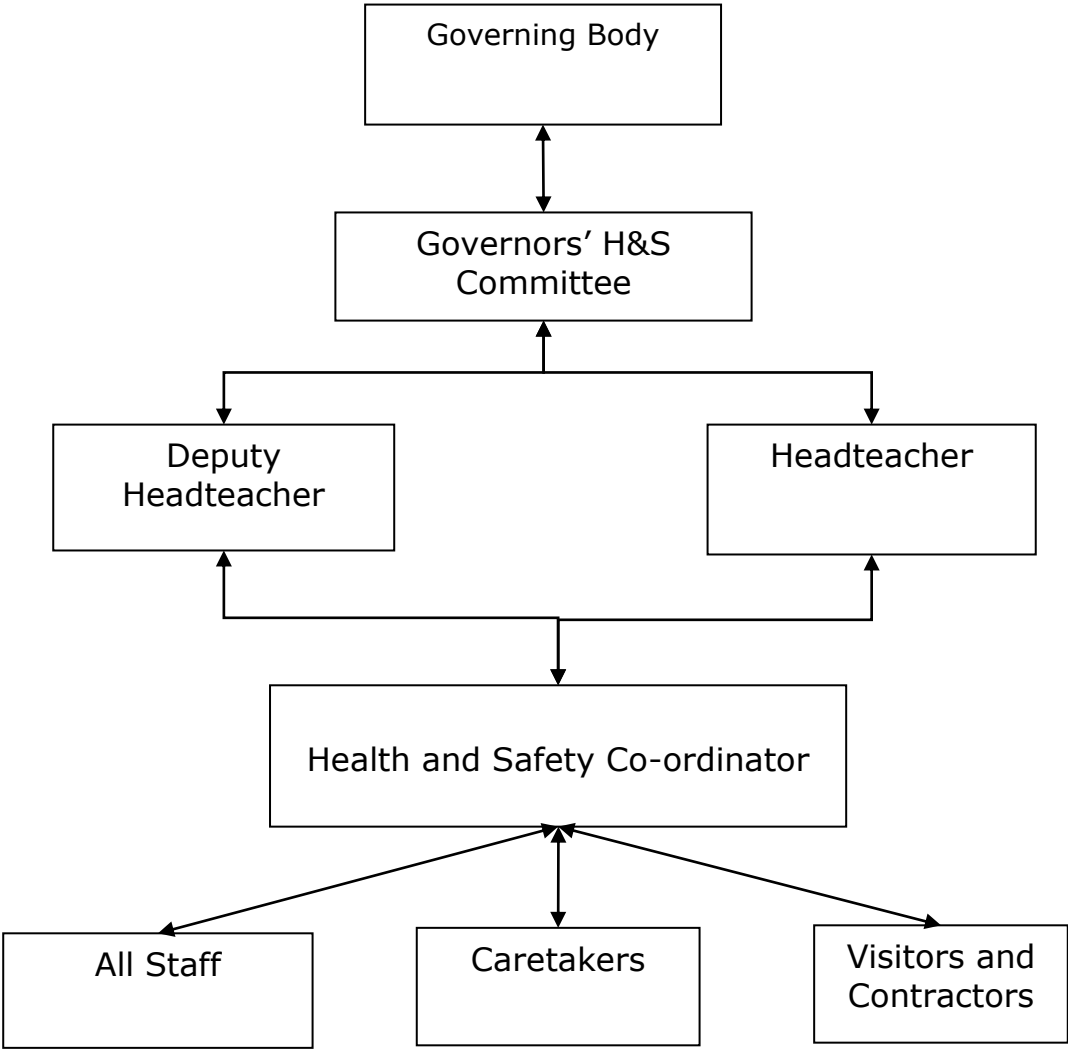 Governing Body
Governors’ H&S
Committee
Deputy
Headteacher
Headteacher
Health and Safety Co-ordinator
All Staff
Caretakers
Visitors and
Contractors